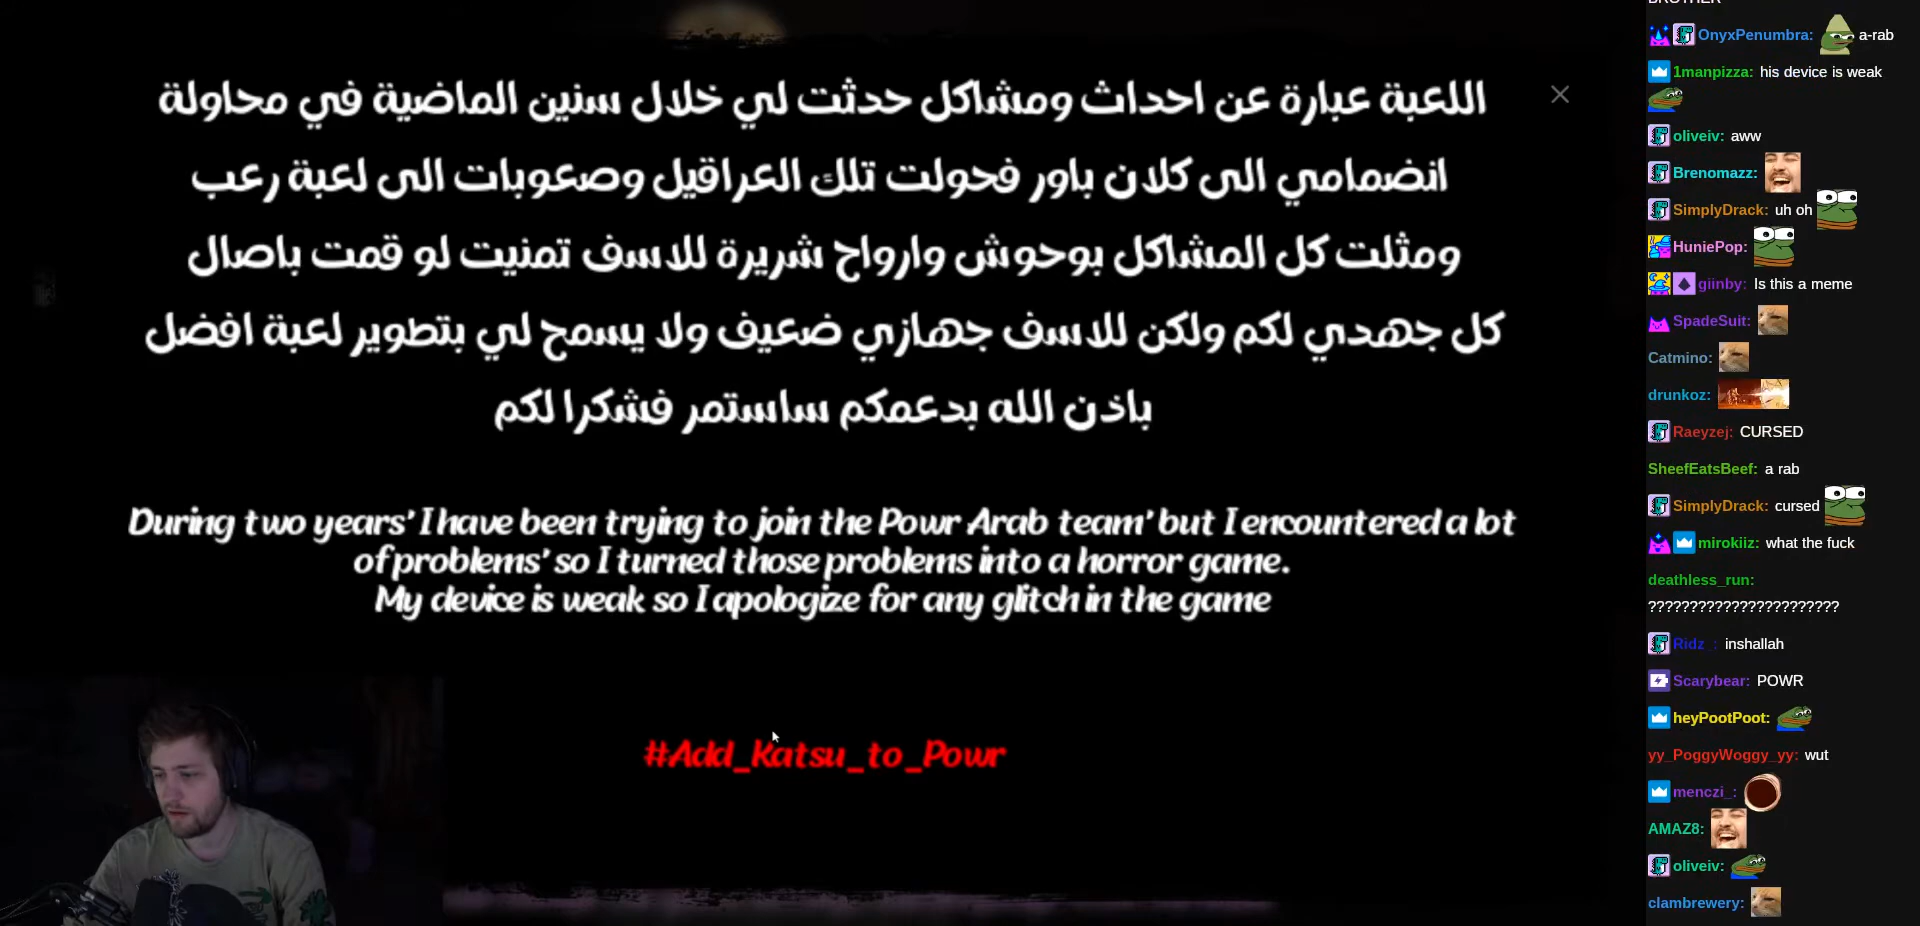 BROTHER
اللعبة عبارة عن احداث ومشاكل حدثت لي خلال سنين الماضية في محاولة
انضمامي الى كلان باور فحولت تلك العراقيل وصعوبات الى لعبة رعب
ومثلت كل المشاكل بوحوش وارواح شريرة للاسف تمنيت لو قمت باصال
كل جهدي لكم ولكن للاسف جهازي ضعيف ولا يسمح لي بتطوير لعبة افضل
باذن الله بدعمكم ساستمر فشكرا لكم
During two years' I have been trying to join the Powr Arab team' but I encountered a lot
of problems' so I turned those problems into a horror game.
My device is weak so I apologize for any glitch in the game
#Add_Katsu_to_Powr
OnyxPenumbra: a-rab
1manpizza: his device is weak
oliveiv: aww
Brenomazz:
SimplyDrack: uh oh
HuniePop:
giinby: Is this a meme
SpadeSuit:
Catmino:
drunkoz:
Raeyzej: CURSED
SheefEatsBeef: a rab
SimplyDrack: cursed
mirokiiz: what the fuck
deathless_run:
???????????????????????
Ridz_: inshallah
Scarybear: POWR
heyPootPoot:
yy_PoggyWoggy_yy: wut
menczi_:
AMAZ8:
oliveiv:
clambrewery: